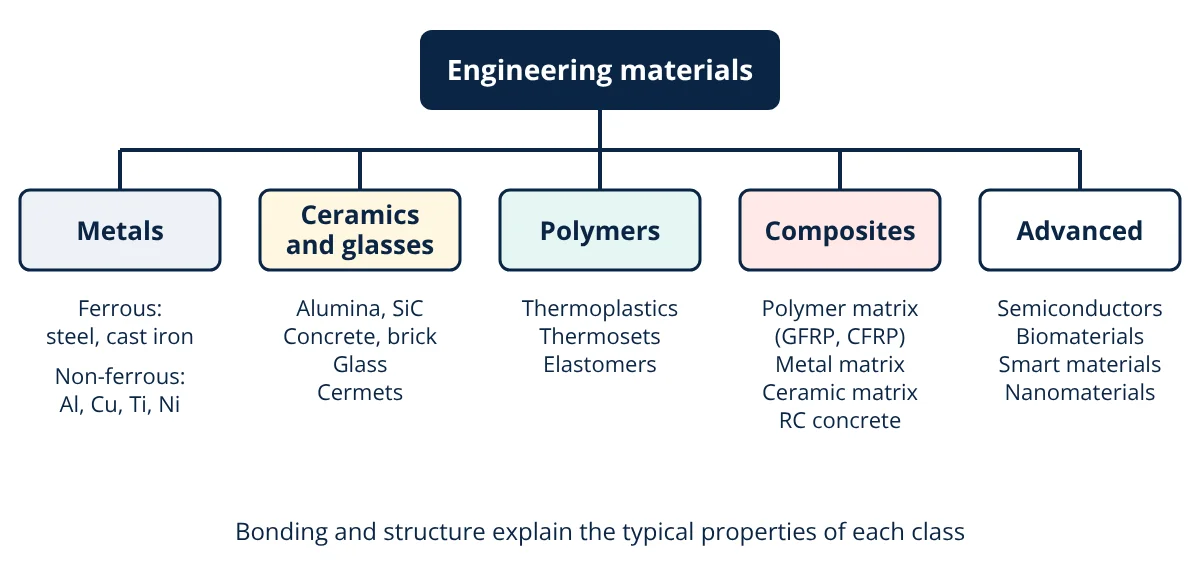 Engineering materials
Metals
Ceramics
and glasses
Polymers
Composites
Advanced
Ferrous:
steel, cast iron
Non-ferrous:
Al, Cu, Ti, Ni
Alumina, SiC
Concrete, brick
Glass
Cermets
Thermoplastics
Thermosets
Elastomers
Polymer matrix
(GFRP, CFRP)
Metal matrix
Ceramic matrix
RC concrete
Semiconductors
Biomaterials
Smart materials
Nanomaterials
Bonding and structure explain the typical properties of each class